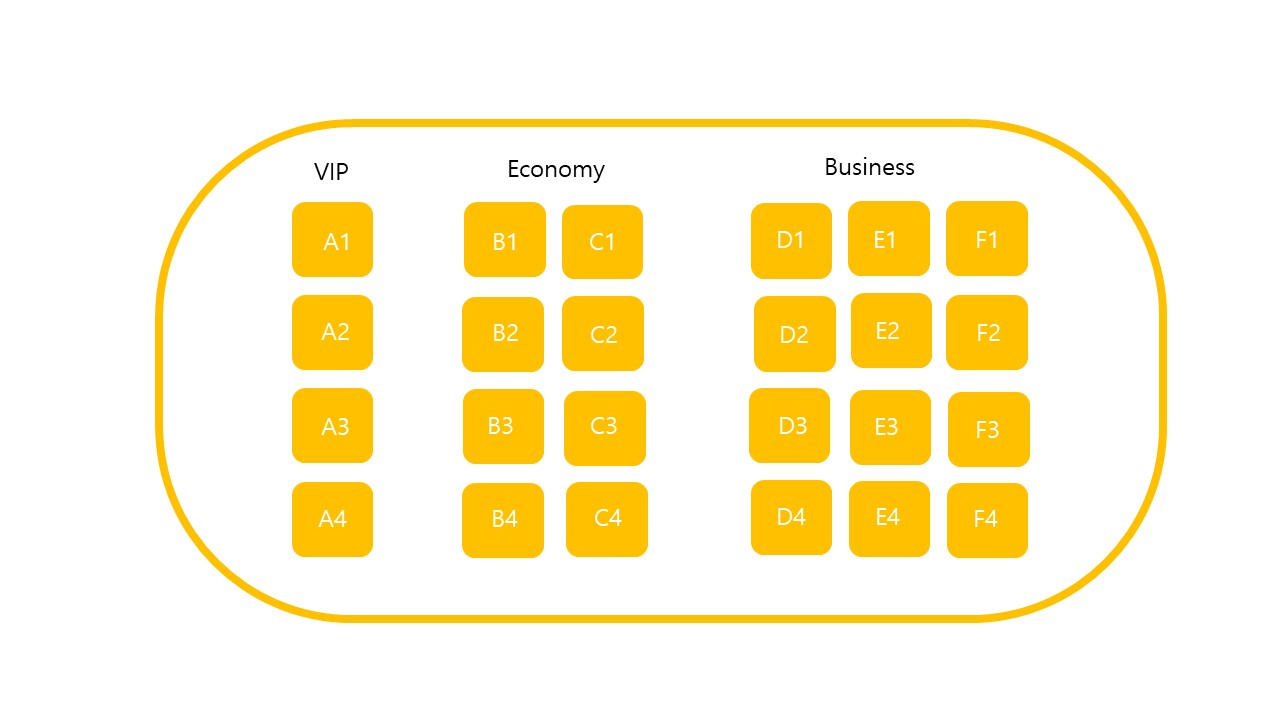 VIP Economy Business
A1 B1 C1 D1 E1 F1
A2 B2 C2 D2 E2 F2
A3 B3 C3 D3 E3 F3
A4 B4 C4 D4 E4 F4